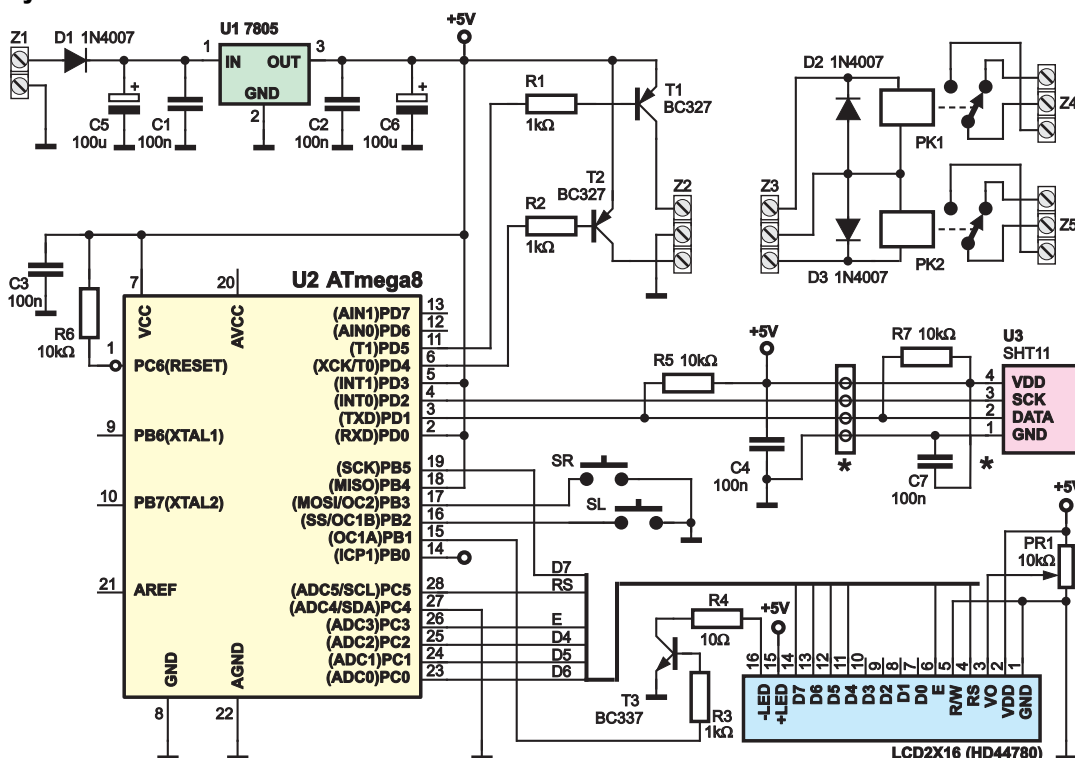 +5V
Z1
D1 1N4007
U1 7805
1
3
IN OUT
GND
2
+
C5
100u
C1
100n
C2
100n
+
C6
100u
R1
1kΩ
T1
BC327
T2
BC327
R2
1kΩ
Z2
D2 1N4007
PK1
Z4
Z3
D3 1N4007
PK2
Z5
C3
100n
R6
10kΩ
7
20
U2 ATmega8
VCC
AVCC
1
PC6(RESET)
9
PB6(XTAL1)
10
PB7(XTAL2)
21
AREF
GND
AGND
8
22
(AIN1)PD7 13
(AIN0)PD6 12
(T1)PD5 11
(XCK/T0)PD4 6
(INT1)PD3 5
(INT0)PD2 4
(TXD)PD1 3
(RXD)PD0 2
(SCK)PB5 19
(MISO)PB4 18
(MOSI/OC2)PB3 17
(SS/OC1B)PB2 16
(OC1A)PB1 15
(ICP1)PB0 14
(ADC5/SCL)PC5 28
(ADC4/SDA)PC4 27
(ADC3)PC3 26
(ADC2)PC2 25
(ADC1)PC1 24
(ADC0)PC0 23
+5V
R5 10kΩ
R7 10kΩ
U3
SHT11
4 VDD
3 SCK
2 DATA
1 GND
C4
100n
*
C7
100n
*
SR
SL
D7
RS
E
D4
D5
D6
R4
10Ω
+5V
T3
BC337
R3
1kΩ
+5V
PR1
10kΩ
16 15 14 13 12 11 10 9 8 7 6 5 4 3 2 1
-LED +LED D7 D6 D5 D4 D3 D2 D1 D0 E R/W RS VO VDD GND
LCD2X16 (HD44780)